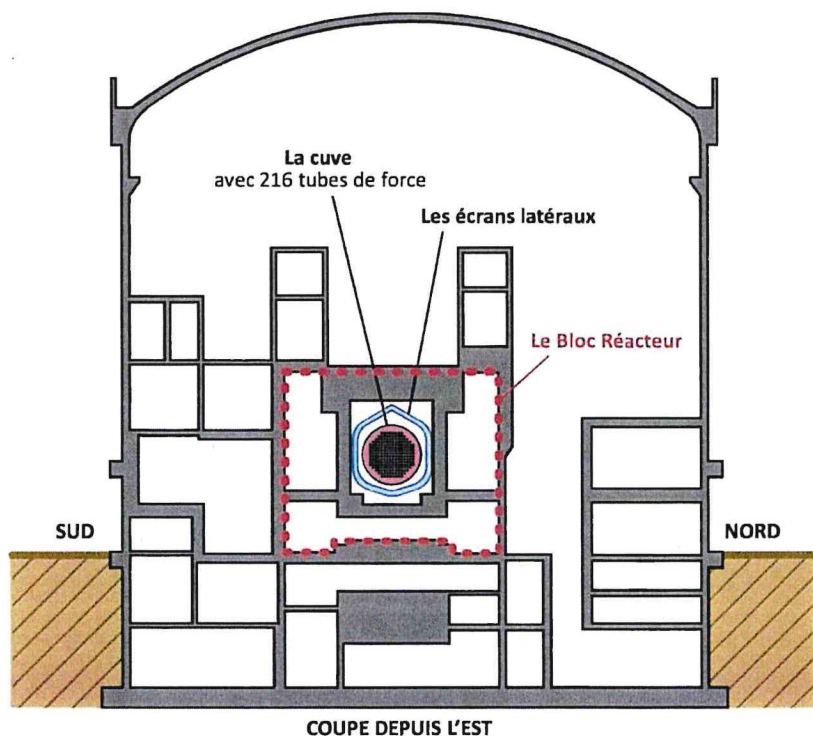 La cuve
avec 216 tubes de force
Les écrans latéraux
Le Bloc Réacteur
SUD
NORD
COUPE DEPUIS L'EST